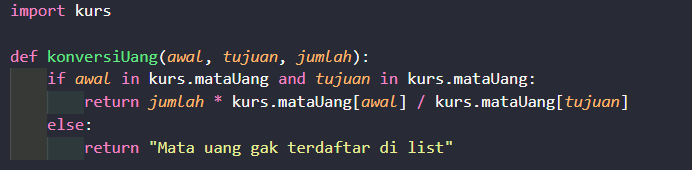 import kurs
def konversiUang(awal, tujuan, jumlah):
if awal in kurs.mataUang and tujuan in kurs.mataUang:
return jumlah * kurs.mataUang[awal] / kurs.mataUang[tujuan]
else:
return "Mata uang gak terdaftar di list"